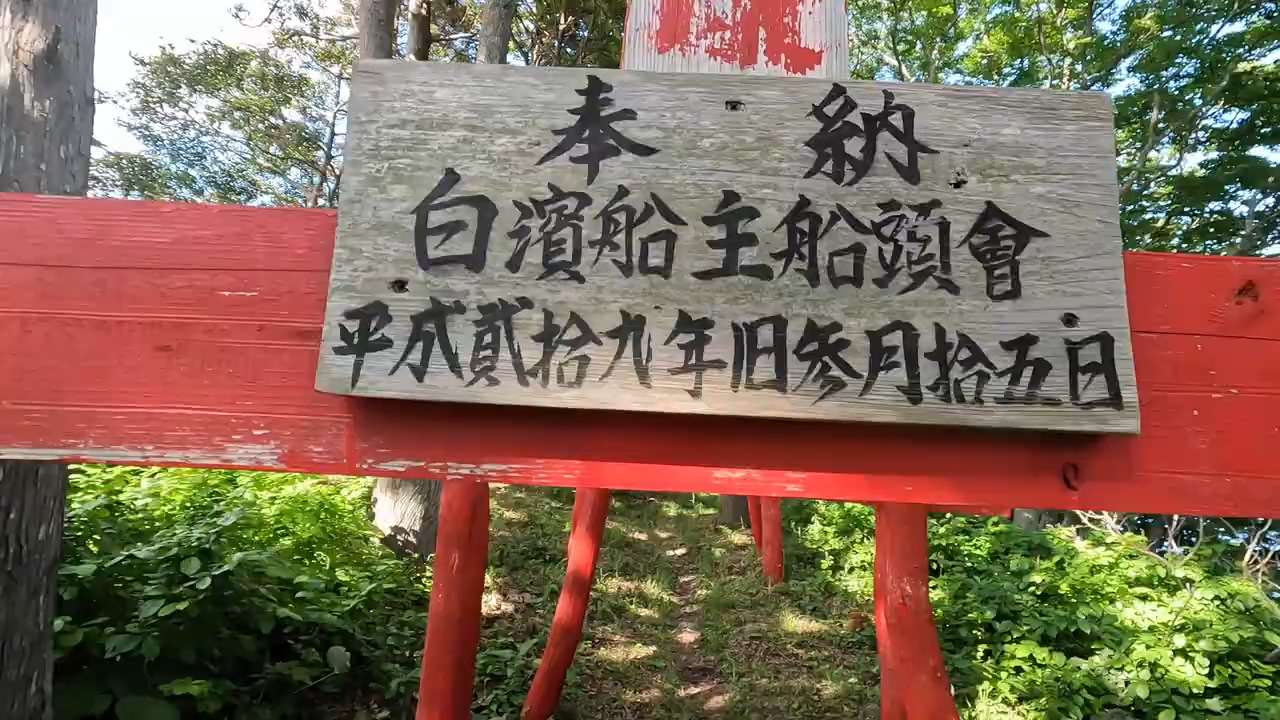 奉納
白濱船主船頭會
平成貳拾九年旧参月拾五日